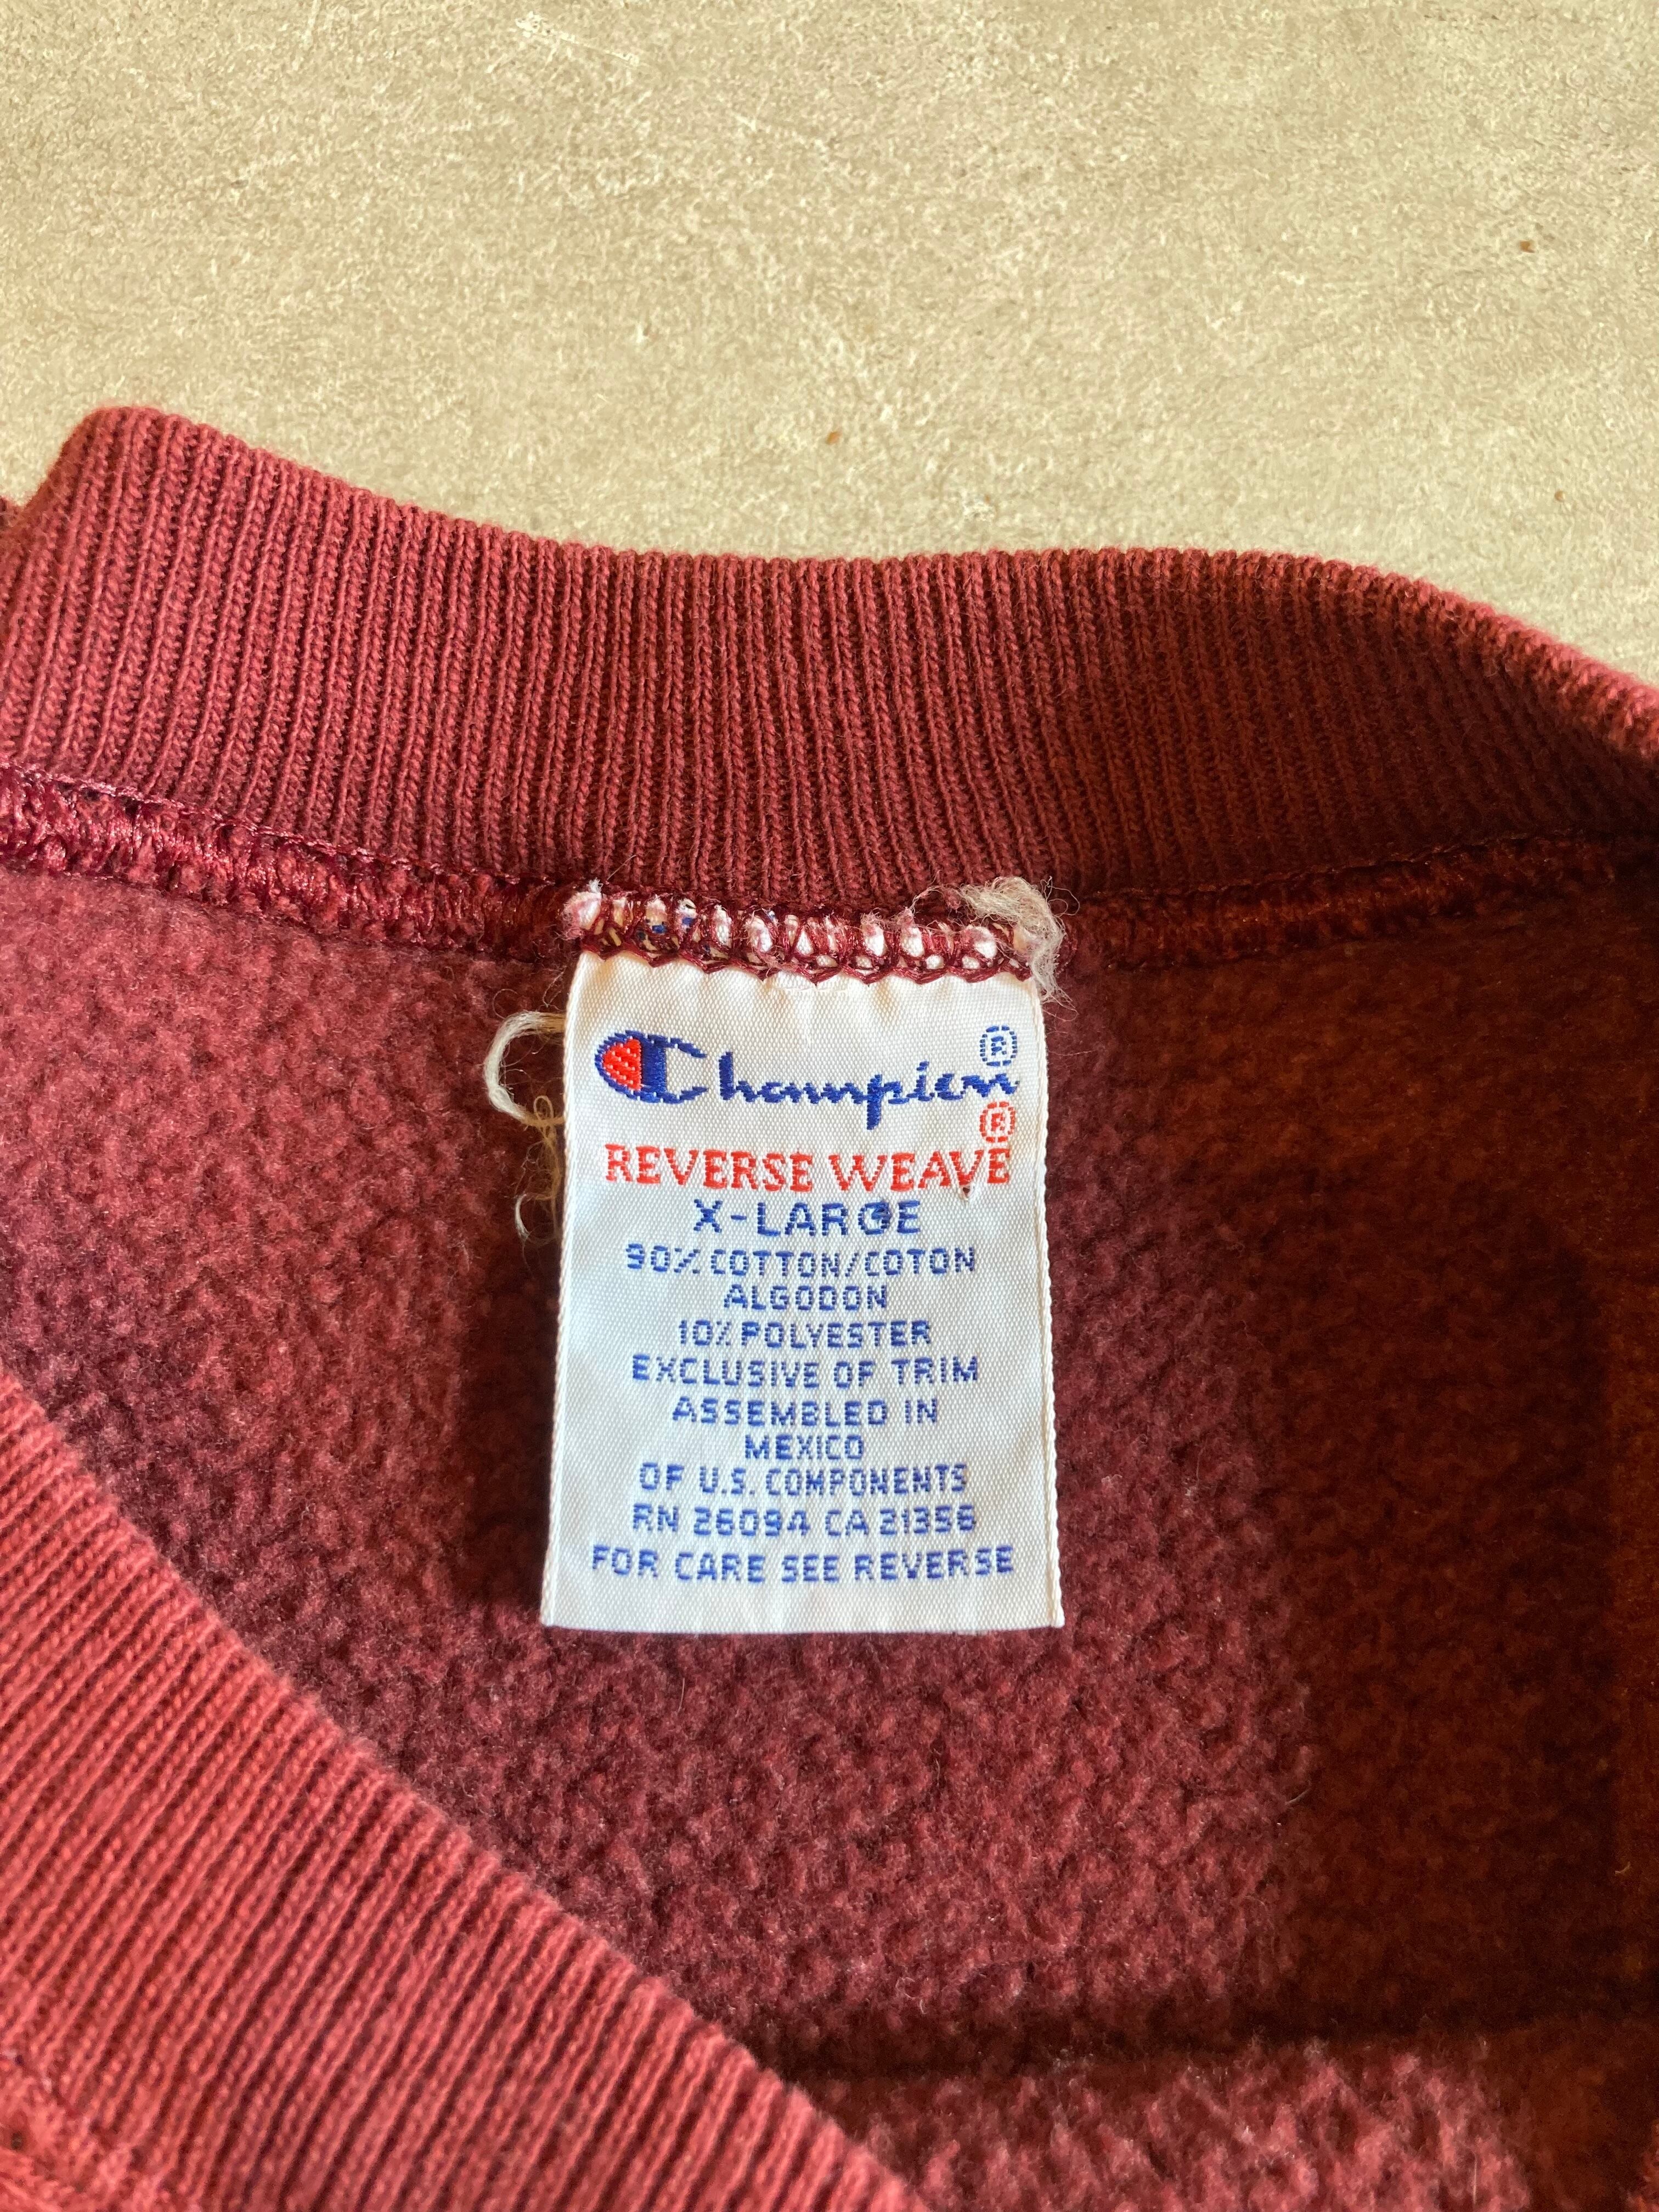 Champion®
REVERSE WEAVE®
X-LARGE
90% COTTON/COTON
ALGODON
10% POLYESTER
EXCLUSIVE OF TRIM
ASSEMBLED IN
MEXICO
OF U.S. COMPONENTS
RN 26094 CA 21356
FOR CARE SEE REVERSE